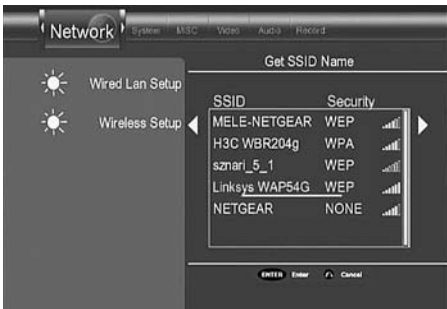 Network System MISC Video Audio Record
Get SSID Name
Wired Lan Setup
Wireless Setup
SSID Security
MELE-NETGEAR WEP
H3C WBR204g WPA
sznari_5_1 WEP
Linksys WAP54G WEP
NETGEAR NONE
ENTER Enter Cancel